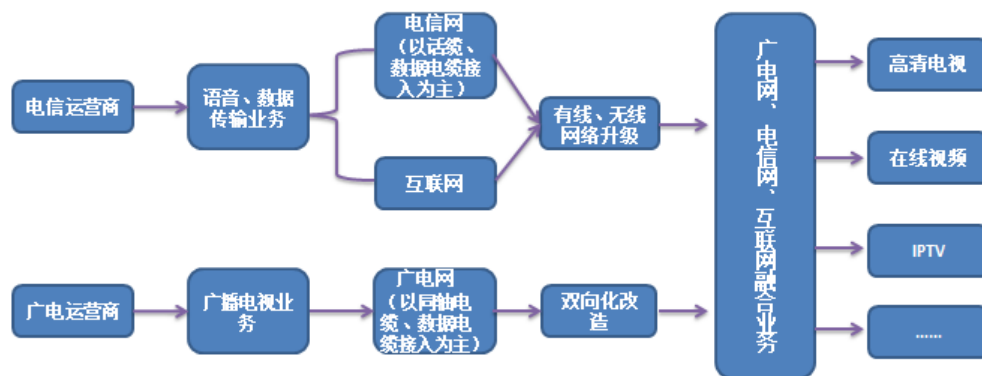 电信运营商
语音、数据
传输业务
电信网
（以话缆、
数据电缆接
入为主）
互联网
有线、无线
网络升级
广电运营商
广播电视业
务
广电网
（以同轴电
缆、数据电
缆接入为主）
双向化改
造
广电网、电信网、互联网融合业务
高清电视
在线视频
IPTV
……